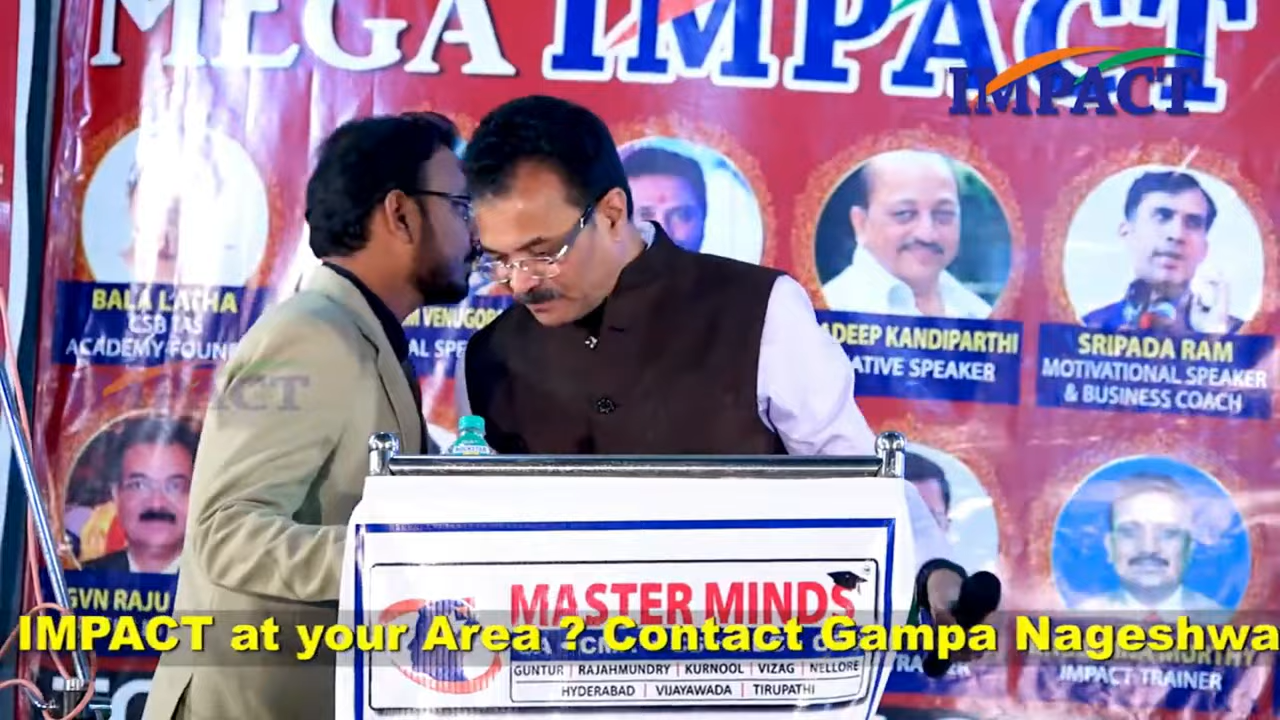 MEGA IMPACT
IMPACT
BALA LATHA
CSB IAS
ACADEMY FOUN
M VENUGOP
AL SPE
ADEEP KANDIPARTHI
ATIVE SPEAKER
SRIPADA RAM
MOTIVATIONAL SPEAKER
& BUSINESS COACH
GVN RAJU
MASTER MINDS
GUNTUR | RAJAHMUNDRY | KURNOOL | VIZAG | NELLORE
HYDERABAD | VIJAYAWADA | TIRUPATHI
IMPACT at your Area ? Contact Gampa Nageshwa
IMPACT TRAINER